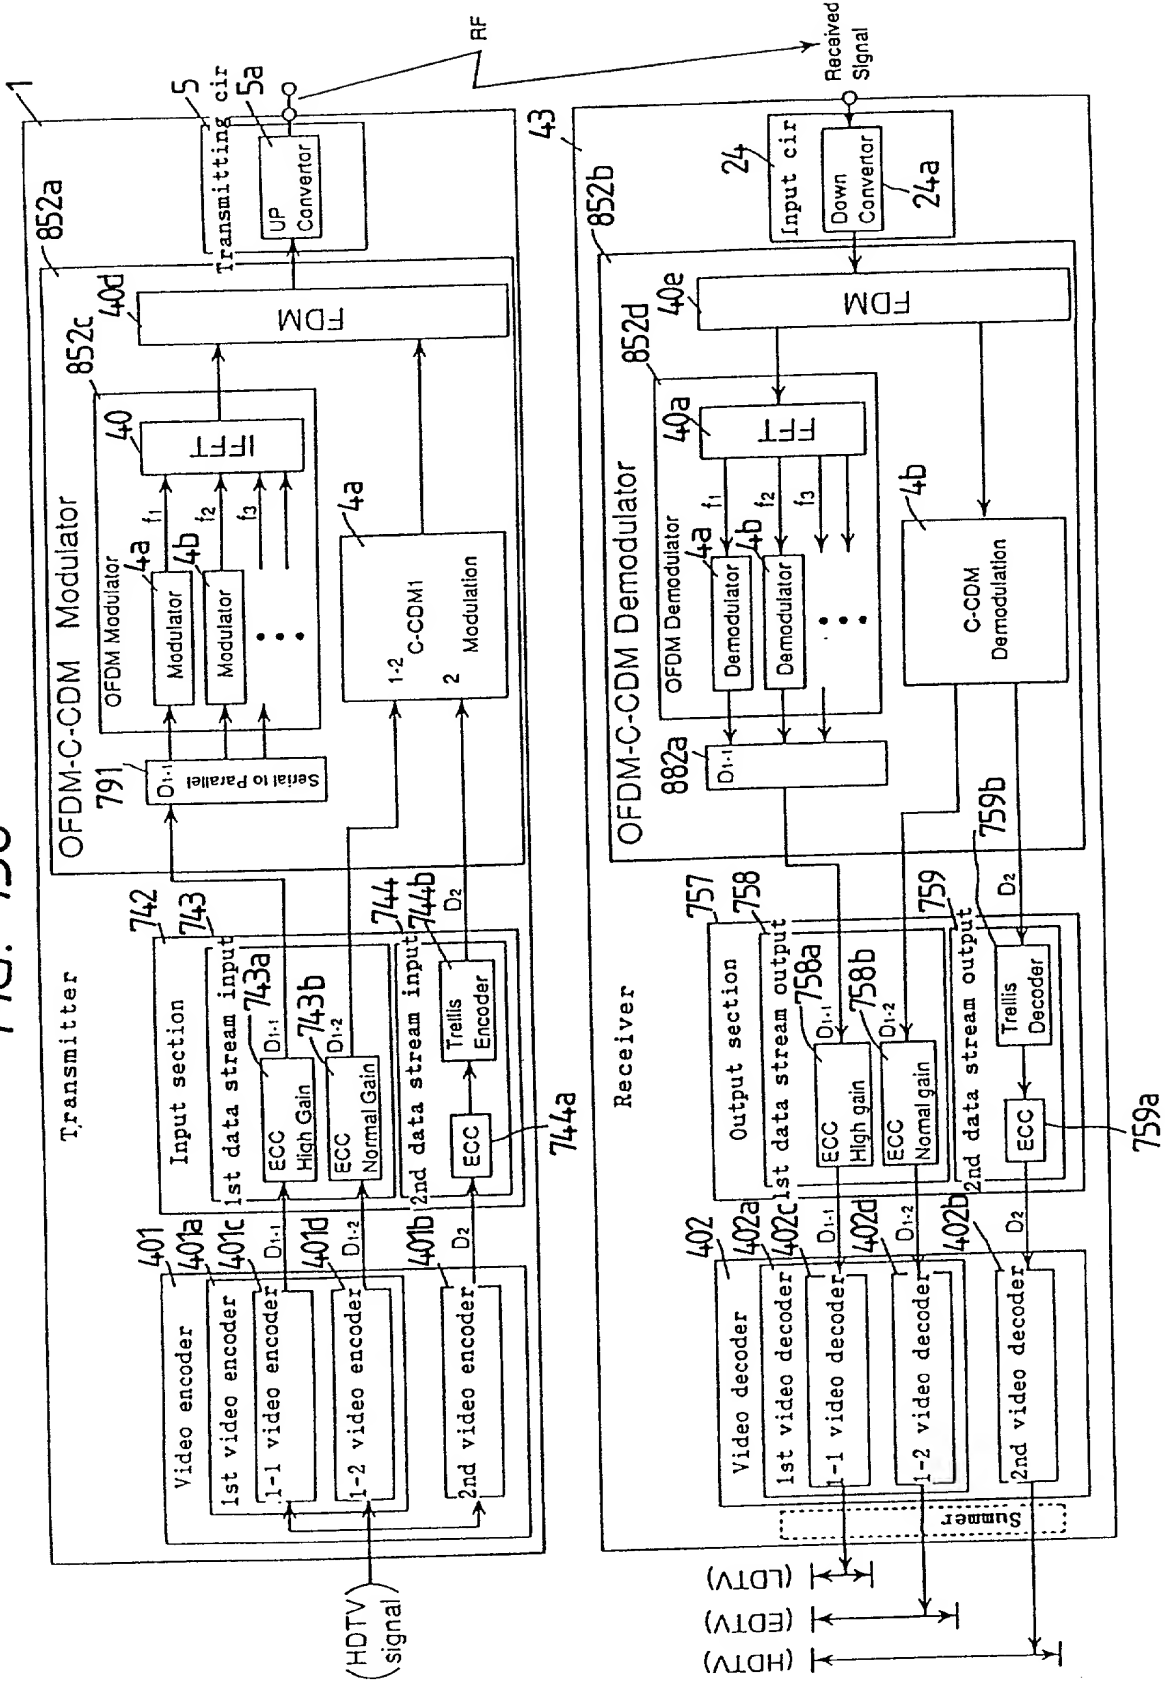 Transmitter
1
Video encoder
401
1st video encoder
401a
1-1 video encoder
401c
1-2 video encoder
401d
2nd video encoder
401b
(HDTV
signal)
D1-1
D1-2
D2
Input section
742
1st data stream input
743
ECC
High Gain
743a
D1-1
ECC
Normal Gain
743b
D1-2
2nd data stream input
744
ECC
744a
Trellis
Encoder
744b
D2
OFDM-C-CDM Modulator
852a
791
D1-1
Serial to Parallel
OFDM Modulator
852c
Modulator
4a
f1
Modulator
4b
f2
f3
IFFT
40
1-2
C-CDM1
2
Modulation
4a
FDM
40d
Transmitting cir
5
UP
Convertor
5a
RF
Receiver
43
Received
Signal
Input cir
24
Down
Convertor
24a
OFDM-C-CDM Demodulator
852b
FDM
40e
OFDM Demodulator
852d
FFT
40a
f1
f2
f3
Demodulator
4a
Demodulator
4b
C-CDM
Demodulation
4b
882a
D1-1
Output section
757
1st data stream output
758
ECC
High gain
758a
D1-1
ECC
Normal gain
758b
D1-2
2nd data stream output
759
ECC
759a
Trellis
Decoder
759b
D2
D1-1
D1-2
D2
Video decoder
402
1st video decoder
402a
1-1 video decoder
402c
1-2 video decoder
402d
2nd video decoder
402b
Summer
(LDTV)
(EDTV)
(HDTV)